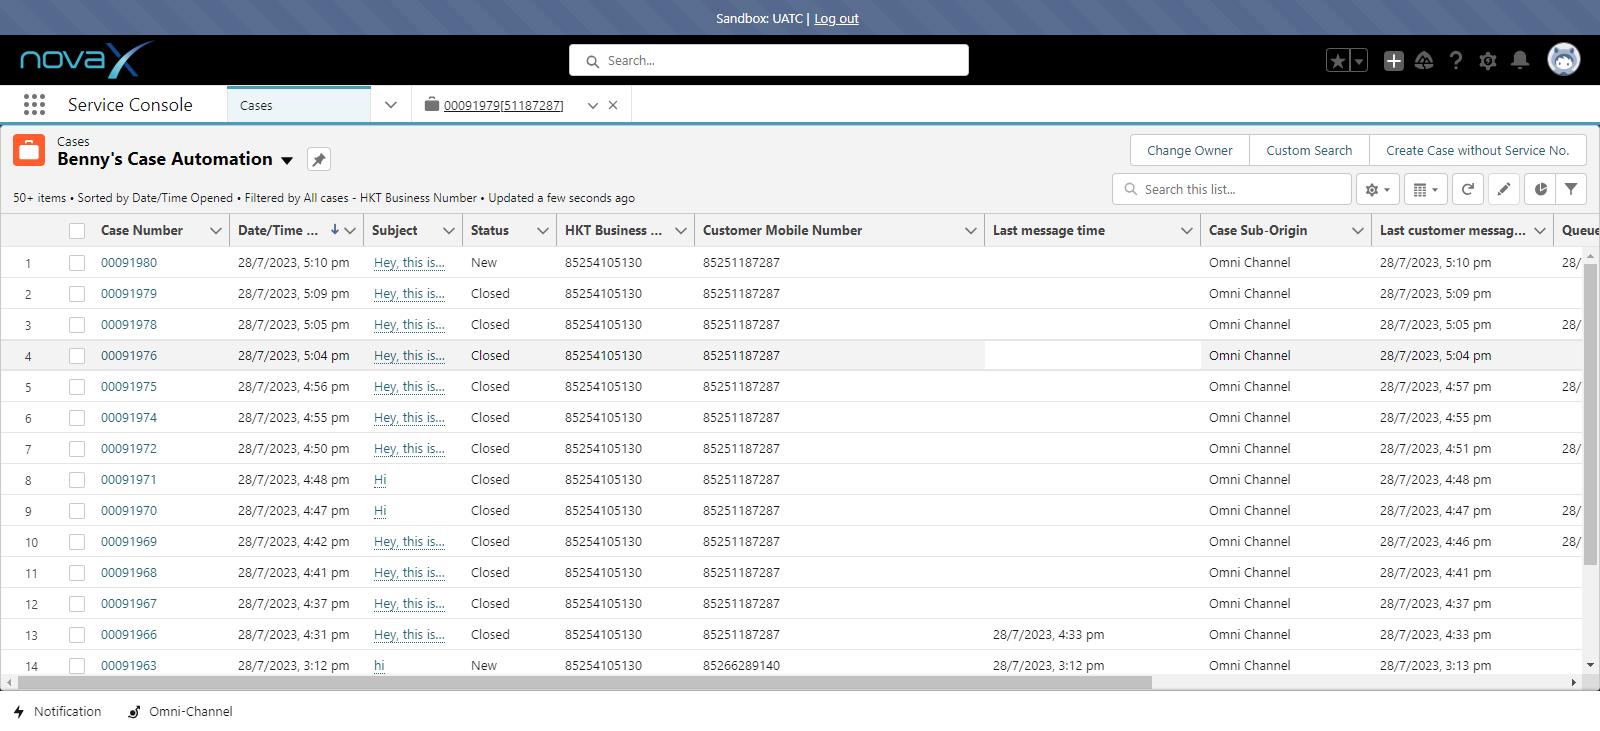 Sandbox: UATC | Log out
novaX
Search...
Service Console
Cases
00091979[51187287]
Cases
Benny's Case Automation
Change Owner
Custom Search
Create Case without Service No.
50+ items • Sorted by Date/Time Opened • Filtered by All cases - HKT Business Number • Updated a few seconds ago
Search this list...
Case Number Date/Time ... Subject Status HKT Business ... Customer Mobile Number Last message time Case Sub-Origin Last customer messag... Queue
1 00091980 28/7/2023, 5:10 pm Hey, this is... New 85254105130 85251187287 Omni Channel 28/7/2023, 5:10 pm 28/
2 00091979 28/7/2023, 5:09 pm Hey, this is... Closed 85254105130 85251187287 Omni Channel 28/7/2023, 5:09 pm
3 00091978 28/7/2023, 5:05 pm Hey, this is... Closed 85254105130 85251187287 Omni Channel 28/7/2023, 5:05 pm 28/
4 00091976 28/7/2023, 5:04 pm Hey, this is... Closed 85254105130 85251187287 Omni Channel 28/7/2023, 5:04 pm
5 00091975 28/7/2023, 4:56 pm Hey, this is... Closed 85254105130 85251187287 Omni Channel 28/7/2023, 4:57 pm 28/
6 00091974 28/7/2023, 4:55 pm Hey, this is... Closed 85254105130 85251187287 Omni Channel 28/7/2023, 4:55 pm
7 00091972 28/7/2023, 4:50 pm Hey, this is... Closed 85254105130 85251187287 Omni Channel 28/7/2023, 4:51 pm 28/
8 00091971 28/7/2023, 4:48 pm Hi Closed 85254105130 85251187287 Omni Channel 28/7/2023, 4:48 pm
9 00091970 28/7/2023, 4:47 pm Hi Closed 85254105130 85251187287 Omni Channel 28/7/2023, 4:47 pm 28/
10 00091969 28/7/2023, 4:42 pm Hey, this is... Closed 85254105130 85251187287 Omni Channel 28/7/2023, 4:46 pm 28/
11 00091968 28/7/2023, 4:41 pm Hey, this is... Closed 85254105130 85251187287 Omni Channel 28/7/2023, 4:41 pm
12 00091967 28/7/2023, 4:37 pm Hey, this is... Closed 85254105130 85251187287 Omni Channel 28/7/2023, 4:37 pm
13 00091966 28/7/2023, 4:31 pm Hey, this is... Closed 85254105130 85251187287 28/7/2023, 4:33 pm Omni Channel 28/7/2023, 4:33 pm
14 00091963 28/7/2023, 3:12 pm hi New 85254105130 85266289140 28/7/2023, 3:12 pm Omni Channel 28/7/2023, 3:13 pm
Notification
Omni-Channel